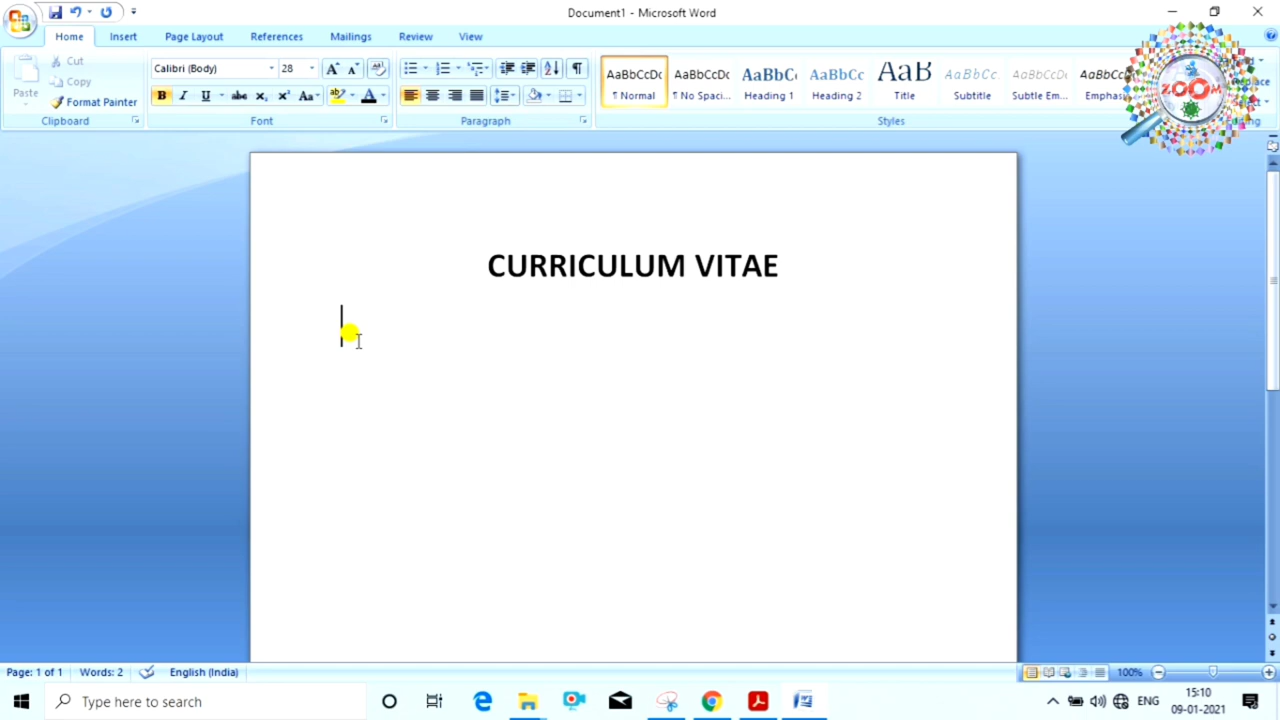 Document1 - Microsoft Word
Home Insert Page Layout References Mailings Review View
Paste
Cut
Copy
Format Painter
Clipboard
Calibri (Body) 28
Font
Paragraph
AaBbCcDc AaBbCcDc AaBbC AaBbCc AaB AaBbCc. AaBbCcDc AaBbCcD
¶ Normal ¶ No Spaci... Heading 1 Heading 2 Title Subtitle Subtle Em... Emphas
Styles
Editing
ZOOM
CURRICULUM VITAE
Page: 1 of 1 Words: 2 English (India) 100%
Type here to search
ENG
15:10
09-01-2021